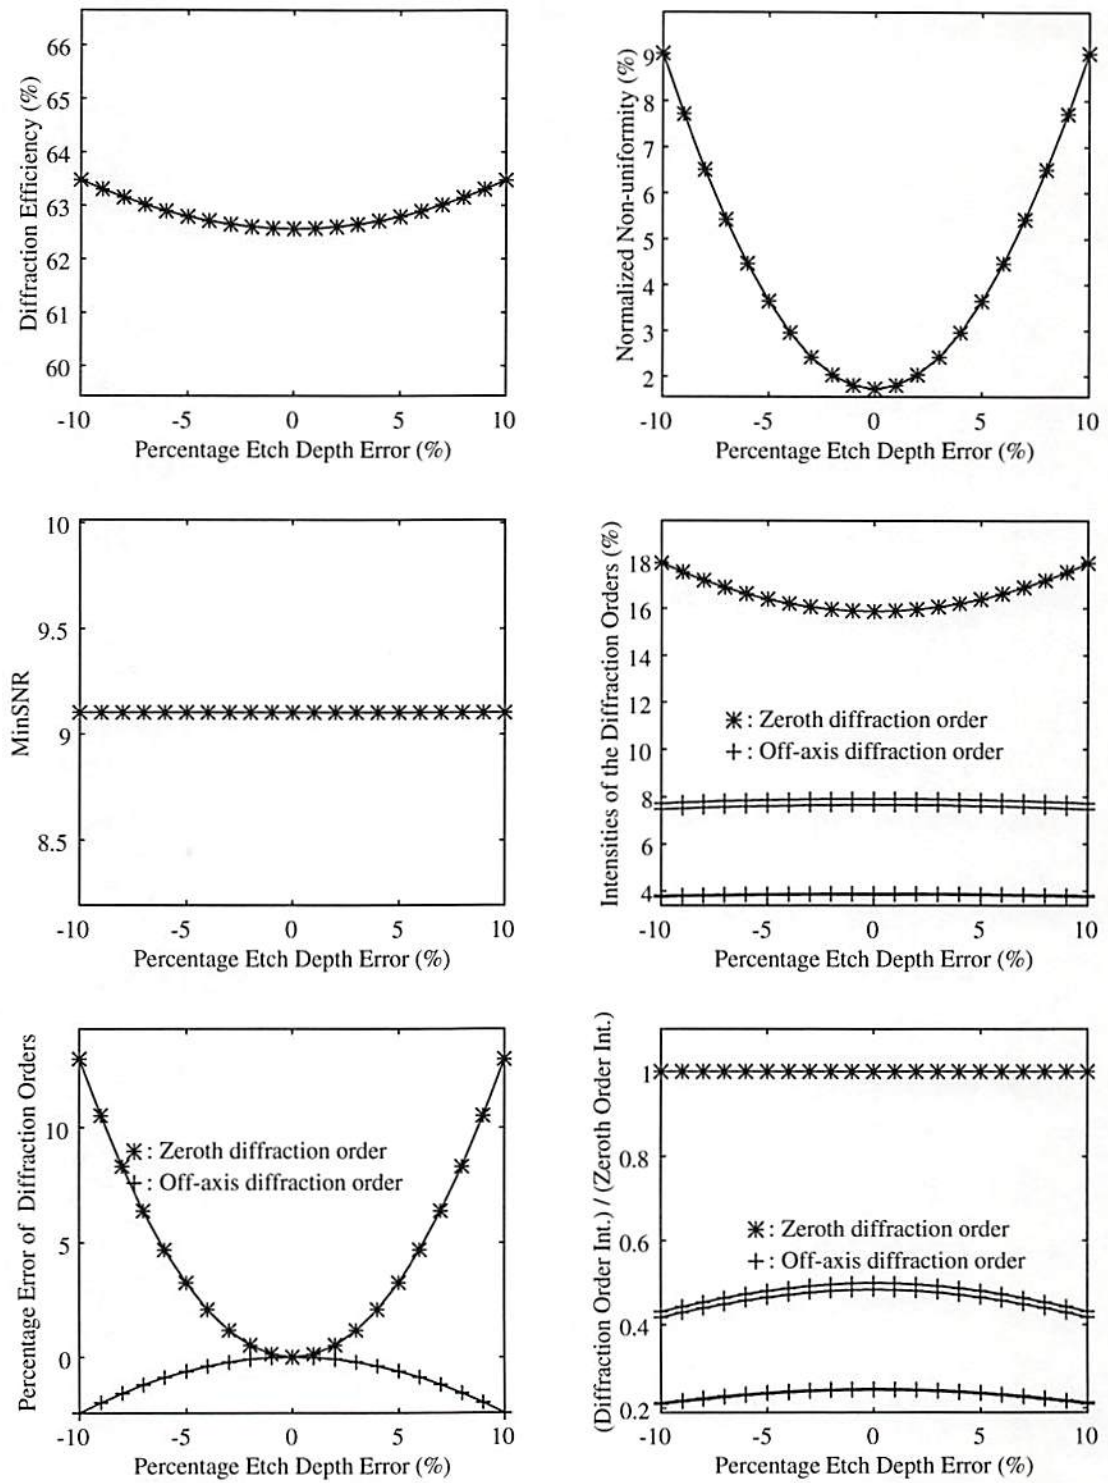 Diffraction Efficiency (%)
66
65
64
63
62
61
60
-10 -5 0 5 10
Percentage Etch Depth Error (%)
Normalized Non-uniformity (%)
9
8
7
6
5
4
3
2
-10 -5 0 5 10
Percentage Etch Depth Error (%)
MinSNR
10
9.5
9
8.5
-10 -5 0 5 10
Percentage Etch Depth Error (%)
Intensities of the Diffraction Orders (%)
18
16
14
12
10
8
6
4
: Zeroth diffraction order
: Off-axis diffraction order
-10 -5 0 5 10
Percentage Etch Depth Error (%)
Percentage Error of Diffraction Orders
10
5
0
: Zeroth diffraction order
: Off-axis diffraction order
-10 -5 0 5 10
Percentage Etch Depth Error (%)
(Diffraction Order Int.) / (Zeroth Order Int.)
1
0.8
0.6
0.4
0.2
: Zeroth diffraction order
: Off-axis diffraction order
-10 -5 0 5 10
Percentage Etch Depth Error (%)